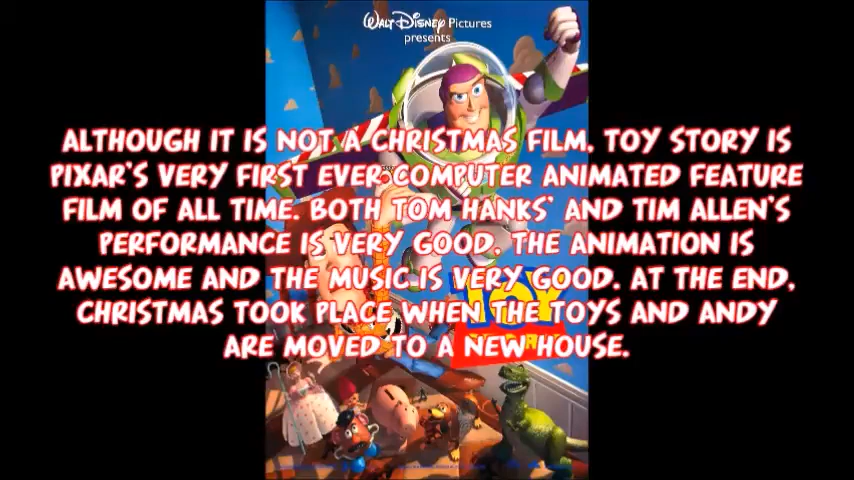 WALT DISNEY Pictures
presents
ALTHOUGH IT IS NOT A CHRISTMAS FILM, TOY STORY IS
PIXAR'S VERY FIRST EVER COMPUTER ANIMATED FEATURE
FILM OF ALL TIME. BOTH TOM HANKS' AND TIM ALLEN'S
PERFORMANCE IS VERY GOOD. THE ANIMATION IS
AWESOME AND THE MUSIC IS VERY GOOD. AT THE END,
CHRISTMAS TOOK PLACE WHEN THE TOYS AND ANDY
ARE MOVED TO A NEW HOUSE.
TOY